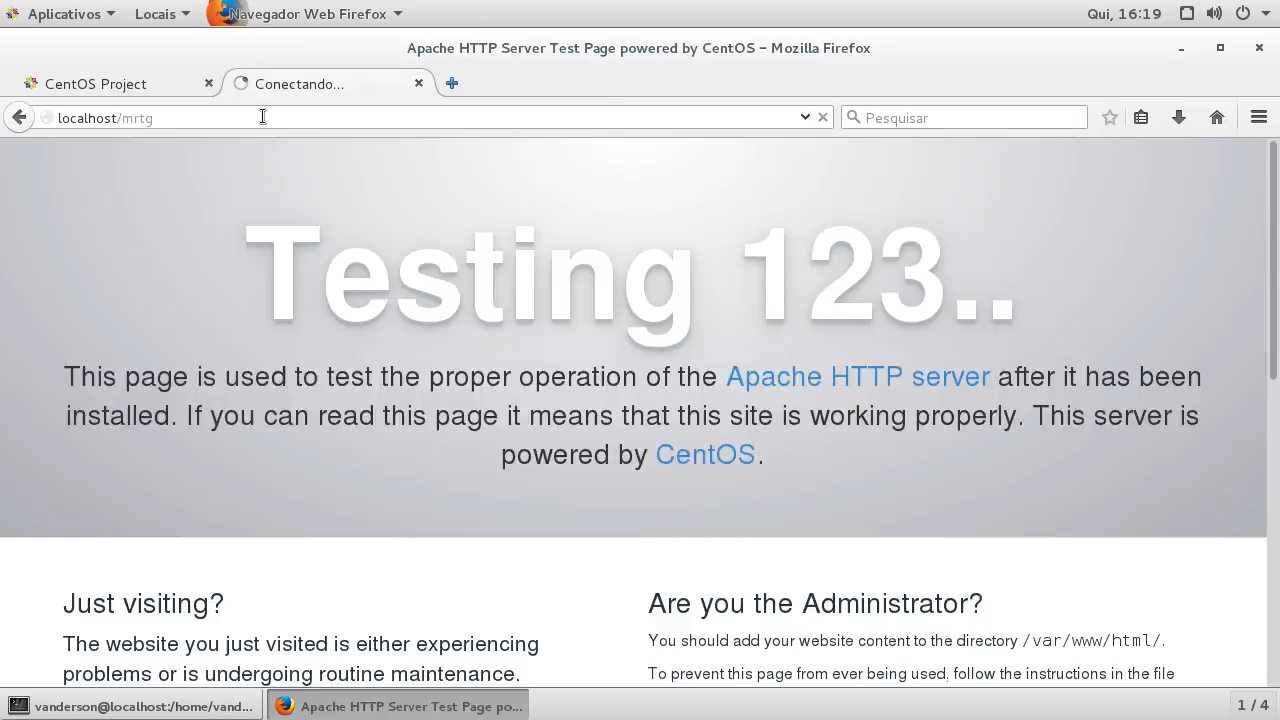 Aplicativos Locais Navegador Web Firefox Qui, 16:19
Apache HTTP Server Test Page powered by CentOS – Mozilla Firefox
CentOS Project Conectando...
localhost/mrtg Pesquisar
Testing 123..
This page is used to test the proper operation of the Apache HTTP server after it has been
installed. If you can read this page it means that this site is working properly. This server is
powered by CentOS.
Just visiting?
The website you just visited is either experiencing
problems or is undergoing routine maintenance.
Are you the Administrator?
You should add your website content to the directory /var/www/html/.
To prevent this page from ever being used, follow the instructions in the file
vanderson@localhost:/home/vand... Apache HTTP Server Test Page po... 1 / 4